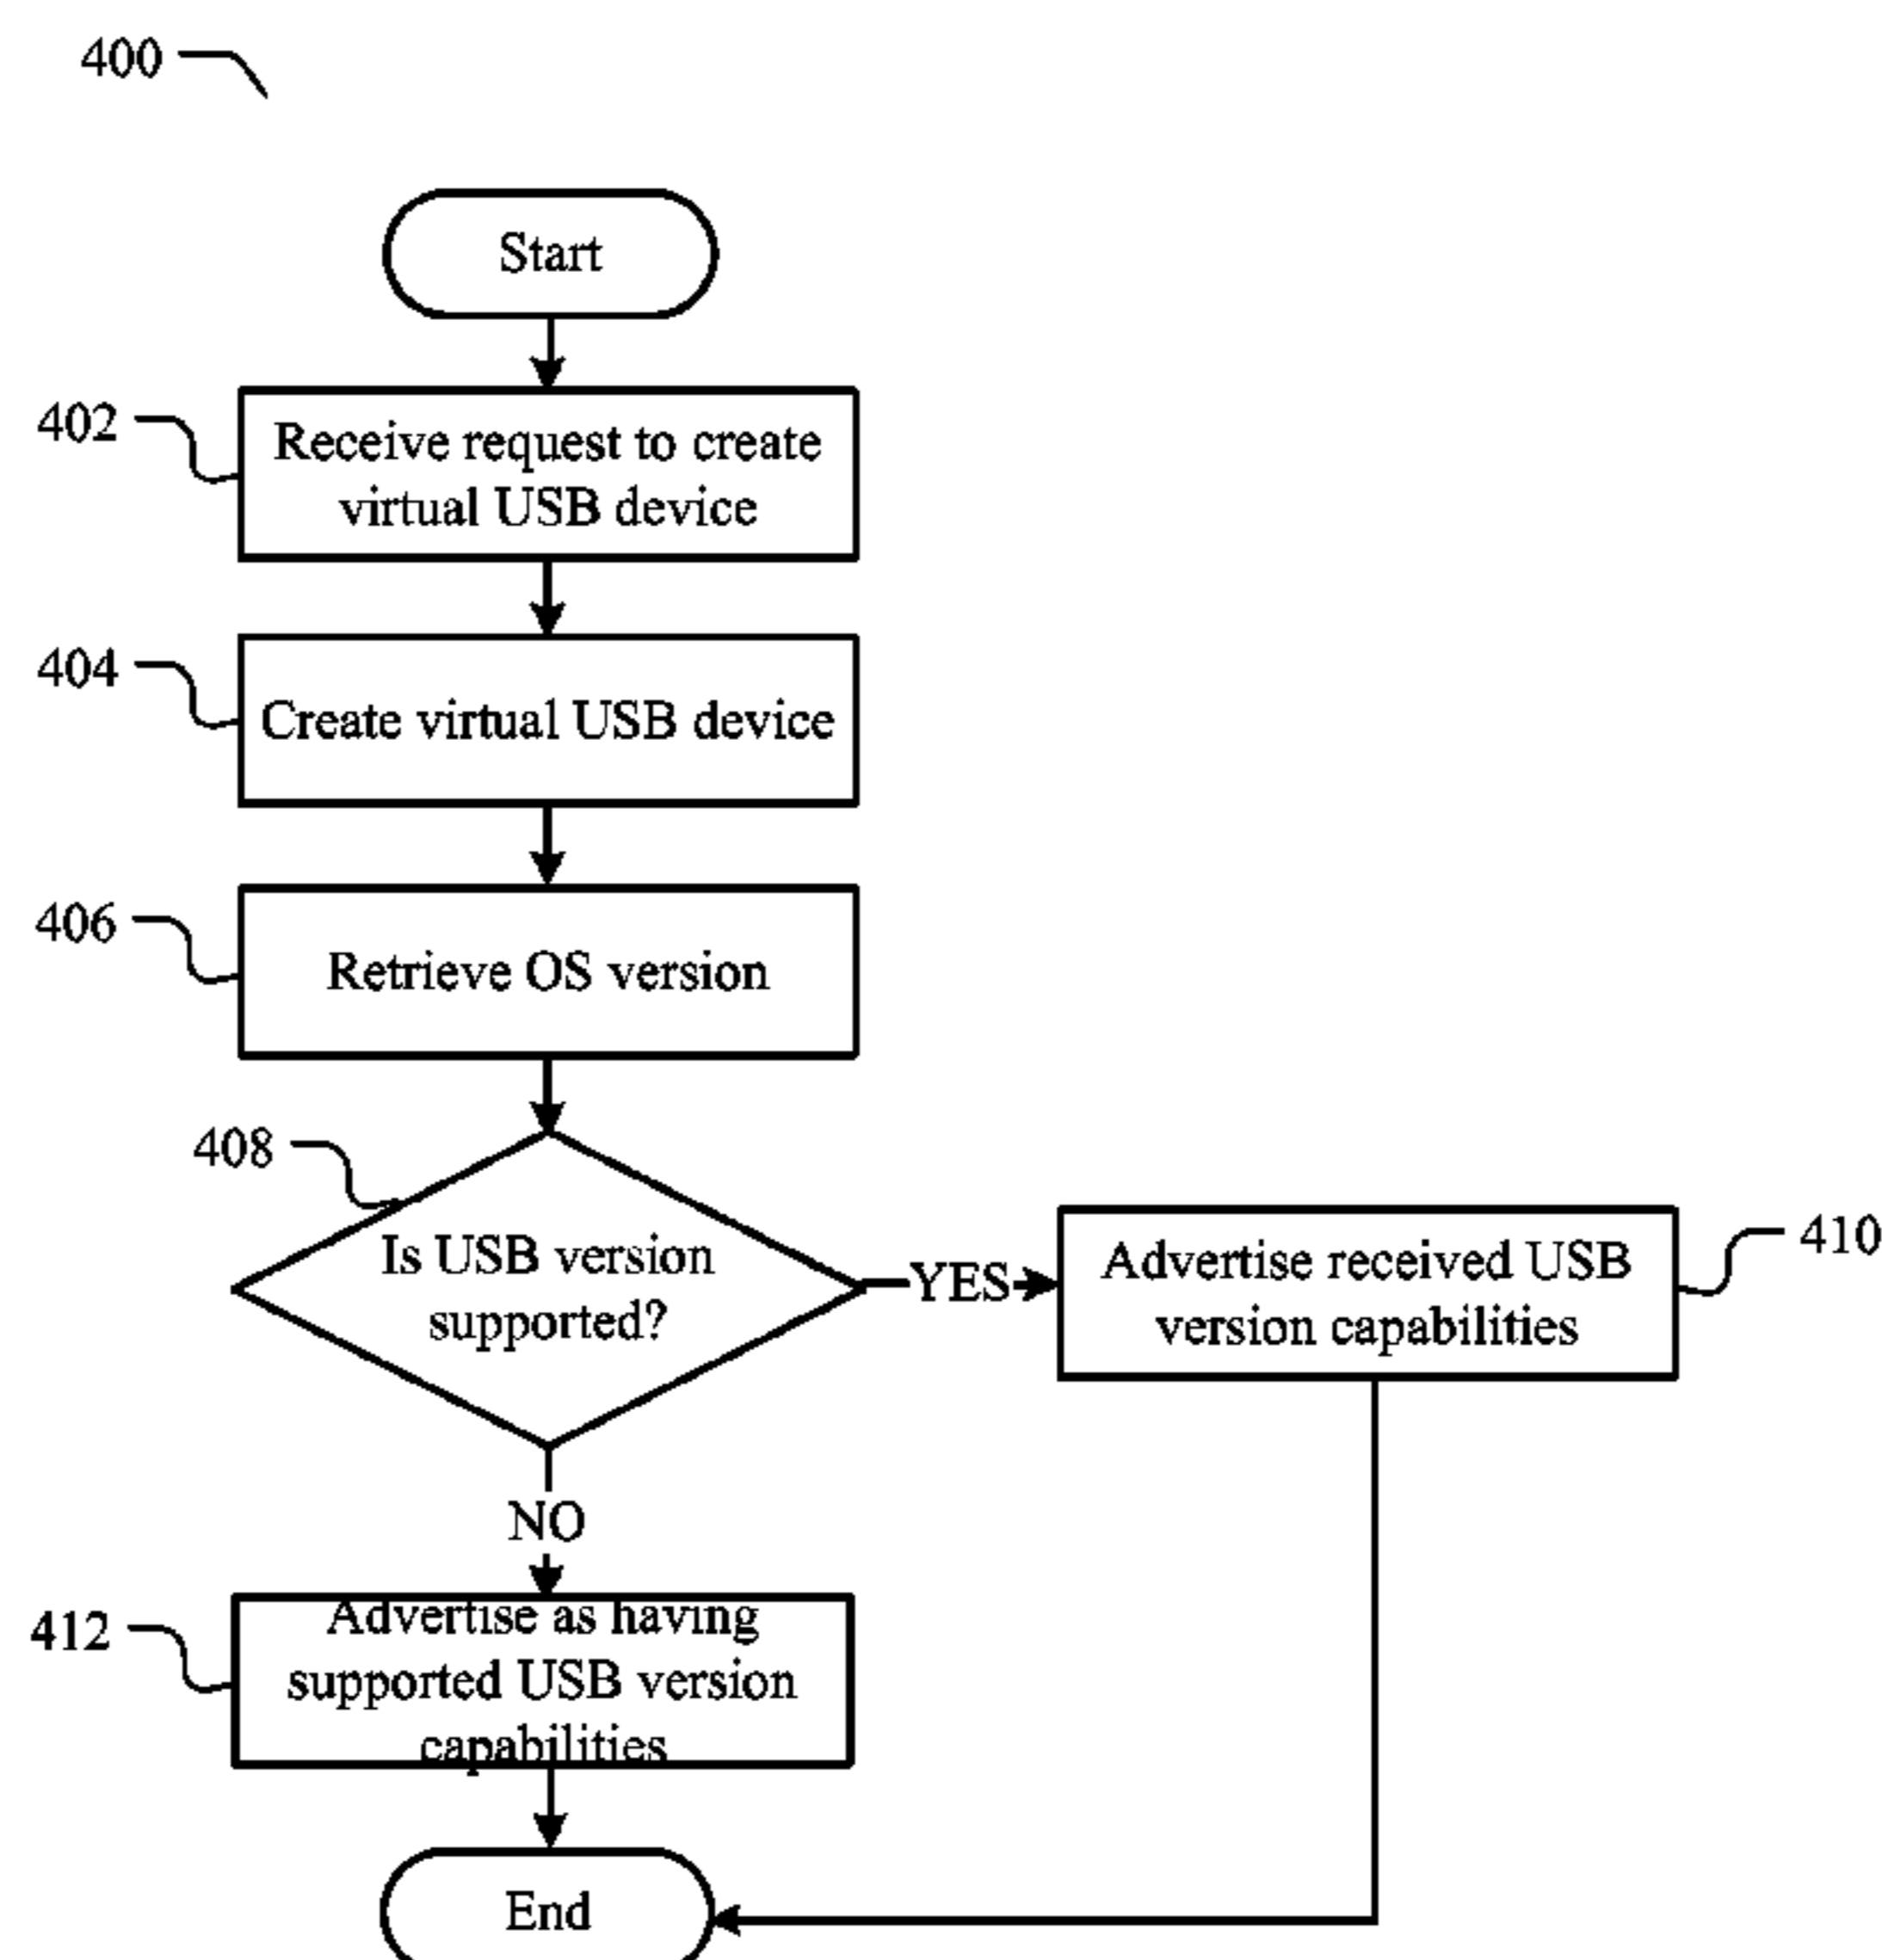 400
Start
402
Receive request to create
virtual USB device
404
Create virtual USB device
406
Retrieve OS version
408
Is USB version
supported?
YES
Advertise received USB
version capabilities
410
NO
412
Advertise as having
supported USB version
capabilities
End